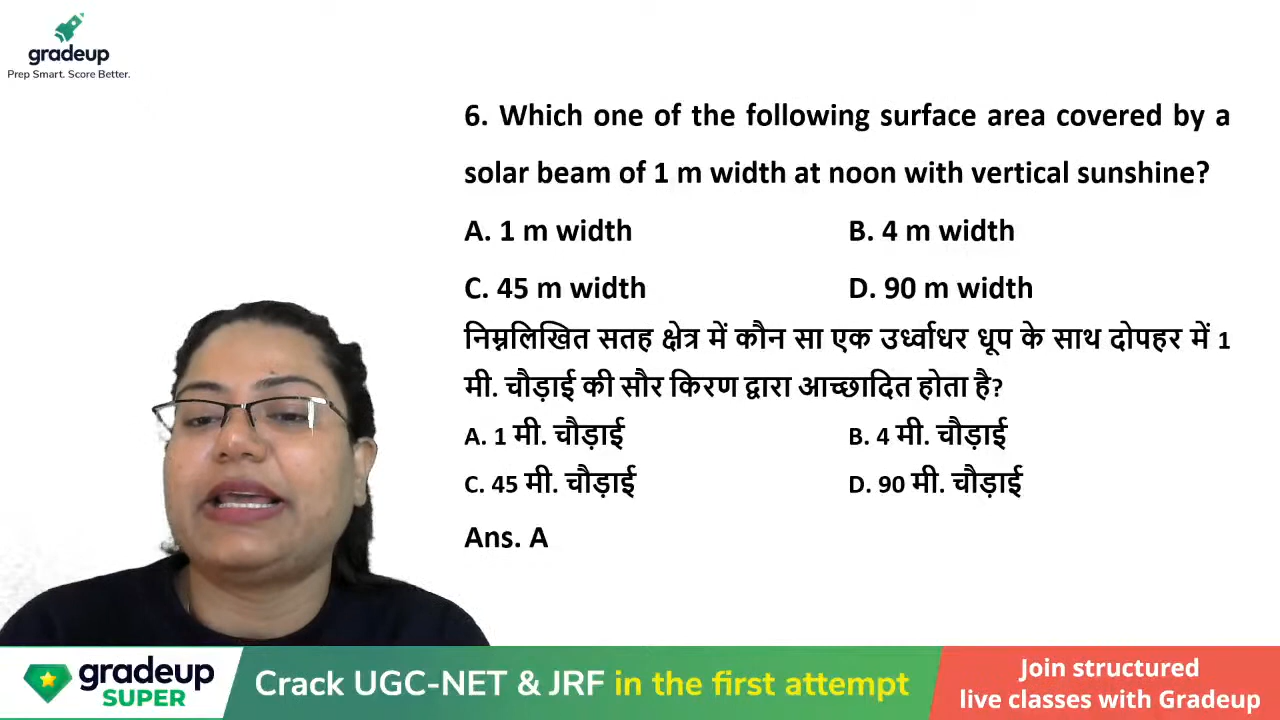 gradeup
Prep Smart. Score Better.
6. Which one of the following surface area covered by a
solar beam of 1 m width at noon with vertical sunshine?
A. 1 m width B. 4 m width
C. 45 m width D. 90 m width
निम्नलिखित सतह क्षेत्र में कौन सा एक उर्ध्वाधर धूप के साथ दोपहर में 1
मी. चौड़ाई की सौर किरण द्वारा आच्छादित होता है?
A. 1 मी. चौड़ाई B. 4 मी. चौड़ाई
C. 45 मी. चौड़ाई D. 90 मी. चौड़ाई
Ans. A
gradeup
SUPER
Crack UGC-NET & JRF in the first attempt
Join structured
live classes with Gradeup